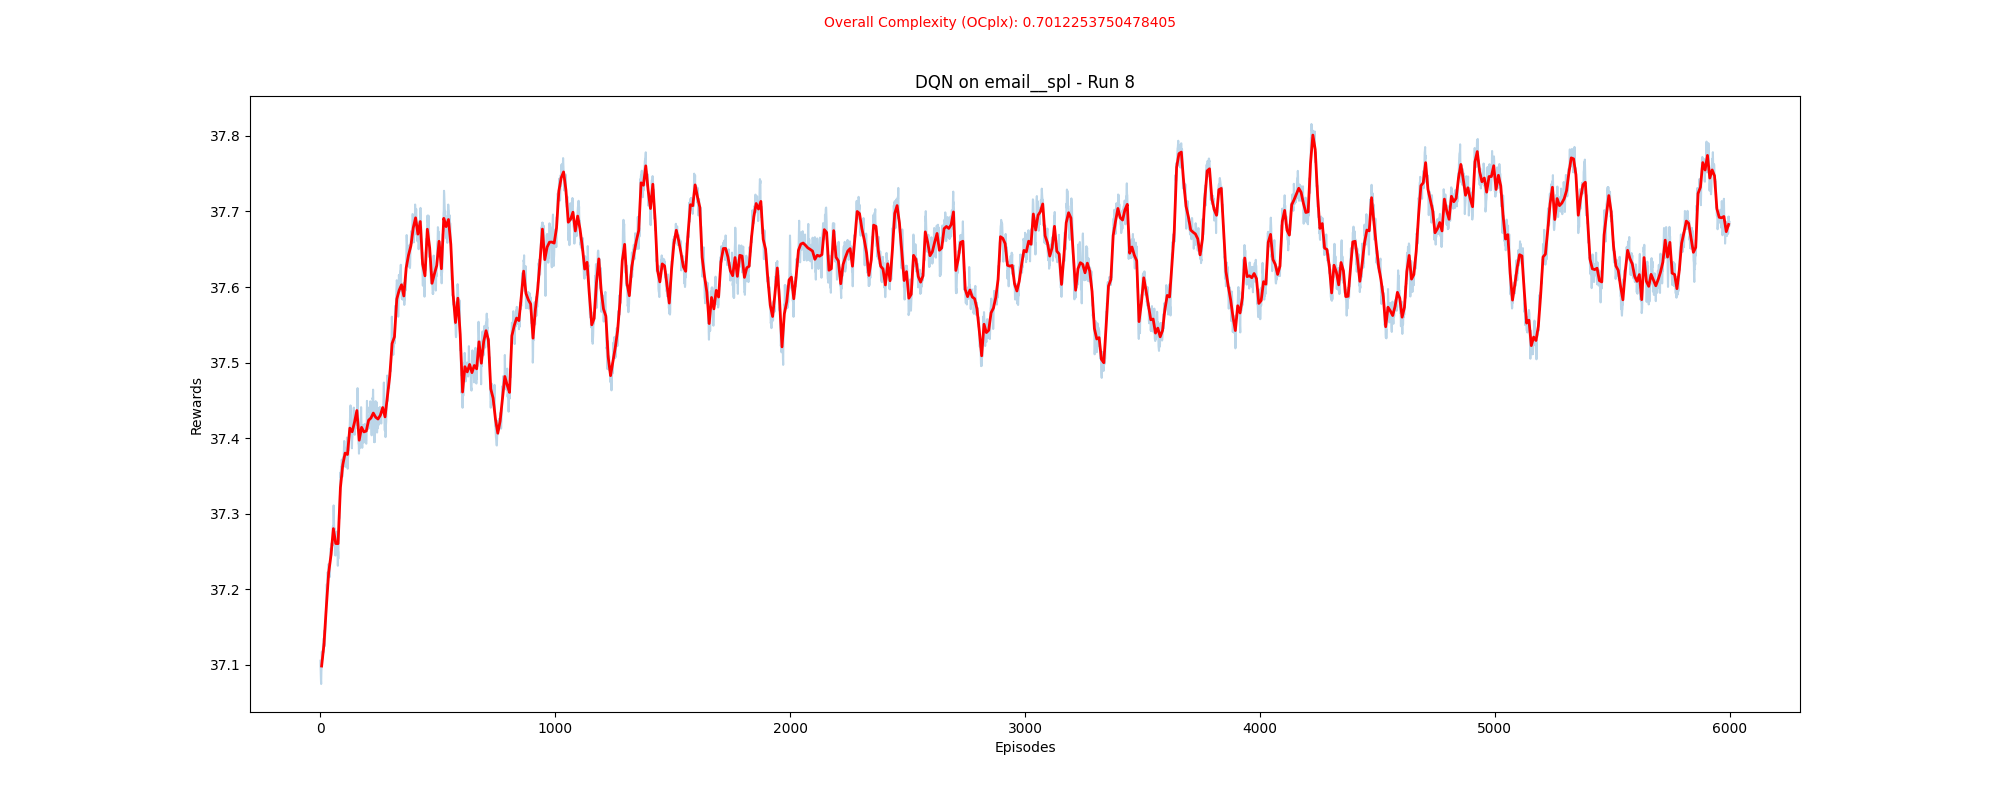 Overall Complexity (OCplx): 0.7012253750478405
DQN on email__spl - Run 8
37.8
37.7
37.6
37.5
37.4
37.3
37.2
37.1
Rewards
0 1000 2000 3000 4000 5000 6000
Episodes